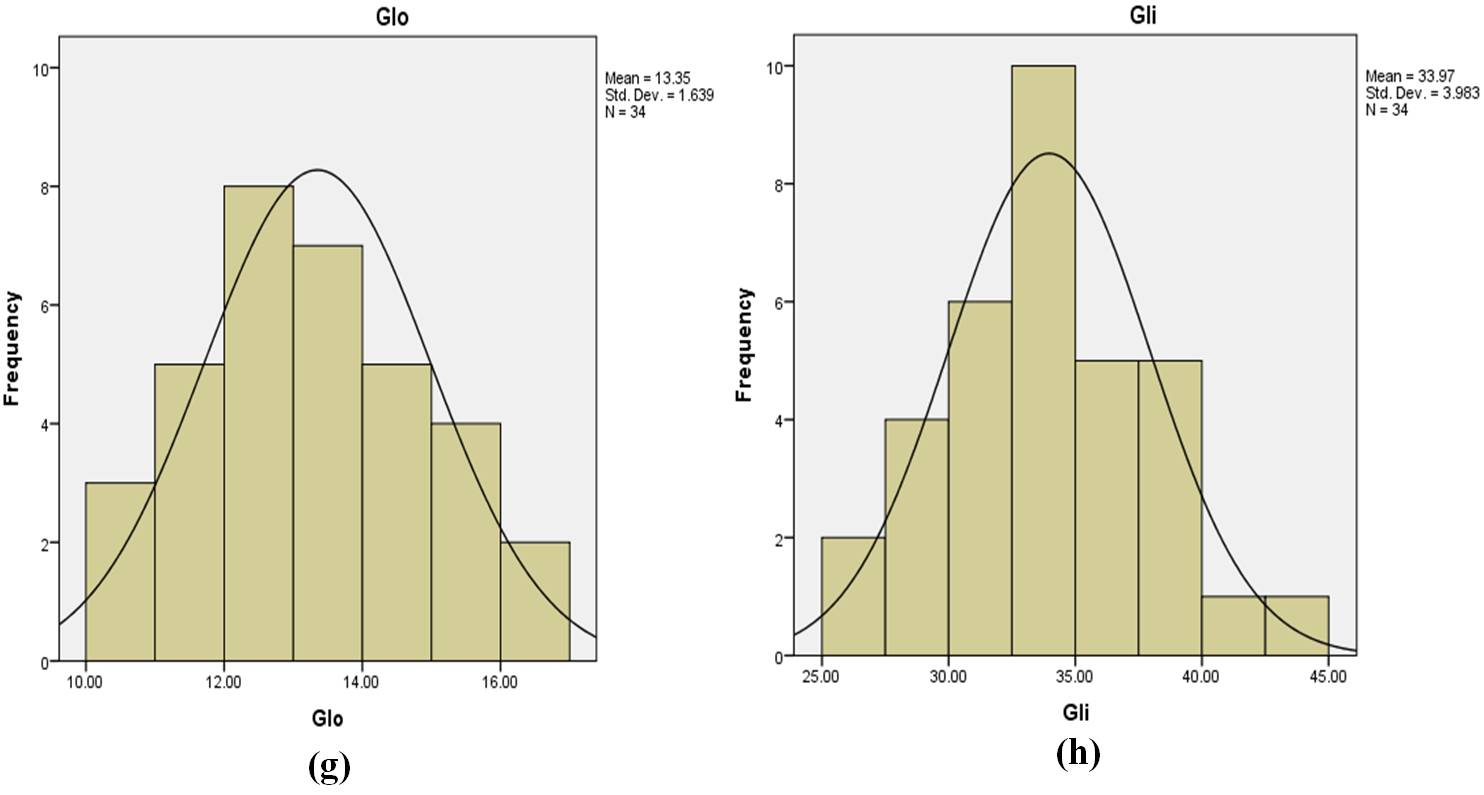 Glo
10
8
6
4
2
0
Frequency
10.00 12.00 14.00 16.00
Glo
Mean = 13.35
Std. Dev. = 1.639
N = 34
(g)
Gli
10
8
6
4
2
0
Frequency
25.00 30.00 35.00 40.00 45.00
Gli
Mean = 33.97
Std. Dev. = 3.983
N = 34
(h)